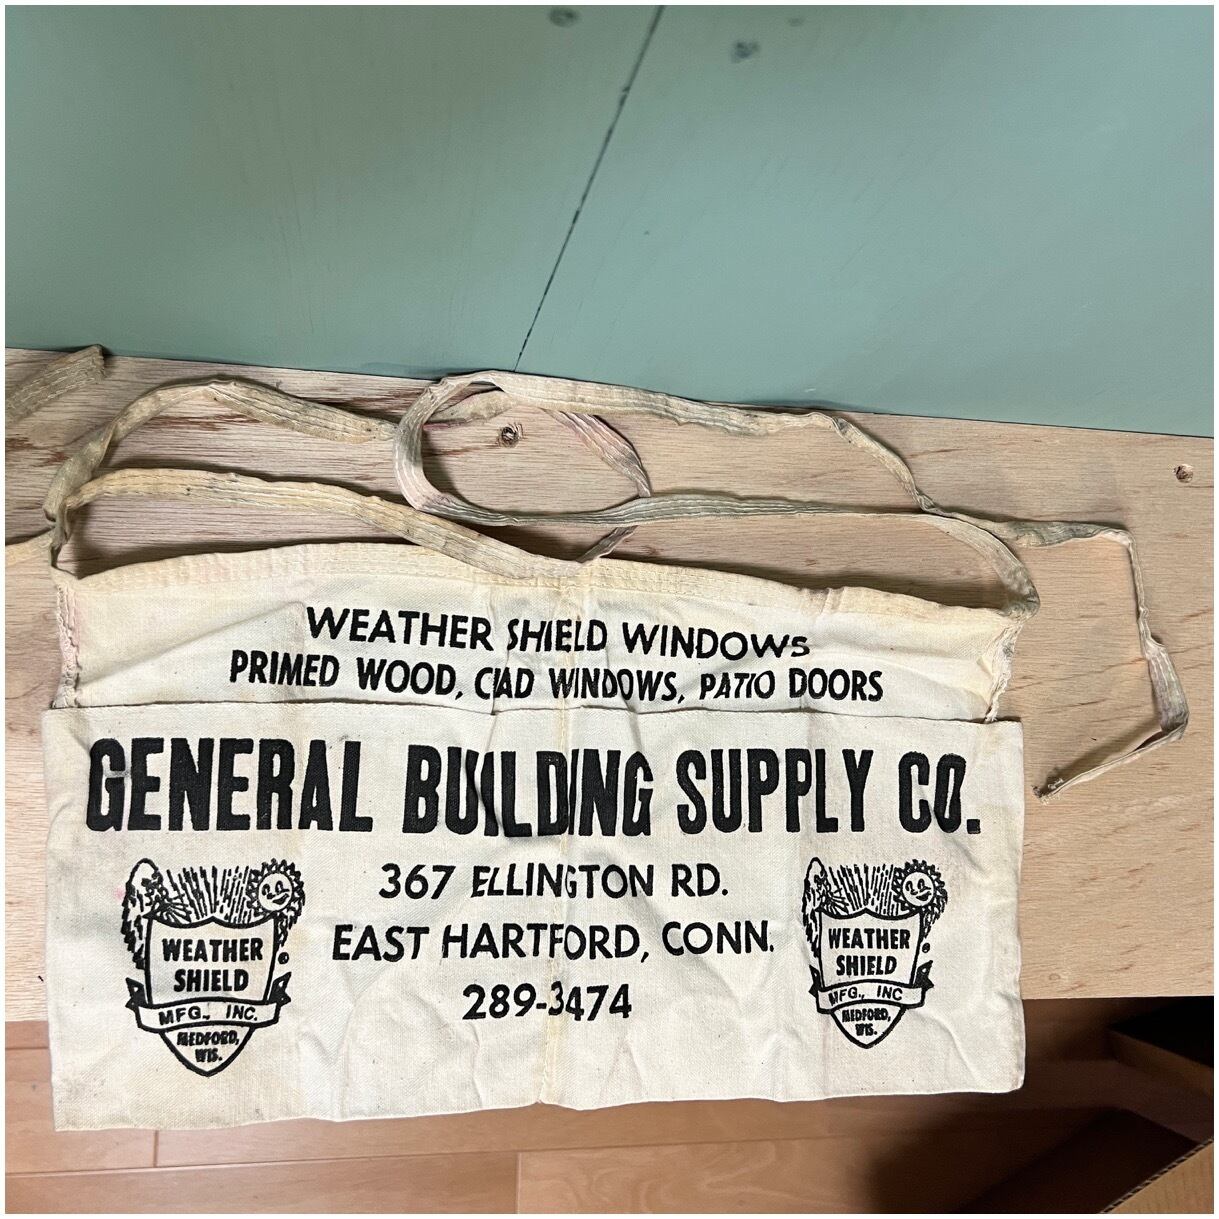 WEATHER SHIELD WINDOWS
PRIMED WOOD, CLAD WINDOWS, PATIO DOORS
GENERAL BUILDING SUPPLY CO.
367 ELLINGTON RD.
EAST HARTFORD, CONN.
289-3474
WEATHER
SHIELD
®
MFG., INC.
MEDFORD,
WIS.
WEATHER
SHIELD
®
MFG., INC
MEDFORD,
WIS.